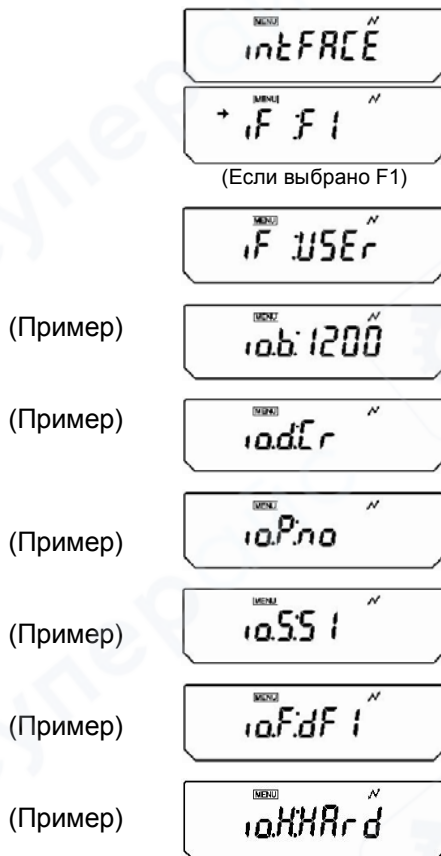 MENU
intFACE
MENU
→ iF :F1
(Если выбрано F1)
MENU
iF :USEr
MENU
(Пример) io.b:1200
MENU
(Пример) io.d:Cr
MENU
(Пример) io.P:no
MENU
(Пример) io.S:S1
MENU
(Пример) io.F:dF1
MENU
(Пример) io.H:HArd